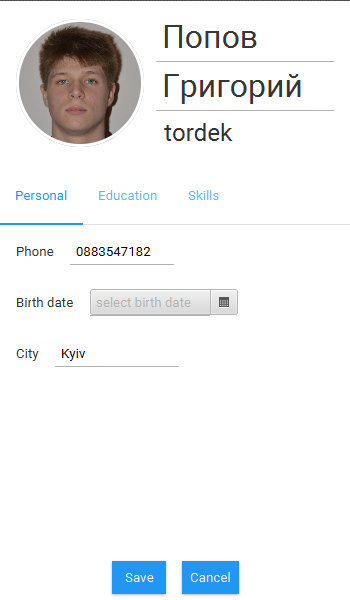 Попов
Григорий
tordek
Personal Education Skills
Phone 0883547182
Birth date select birth date
City Kyiv
Save Cancel